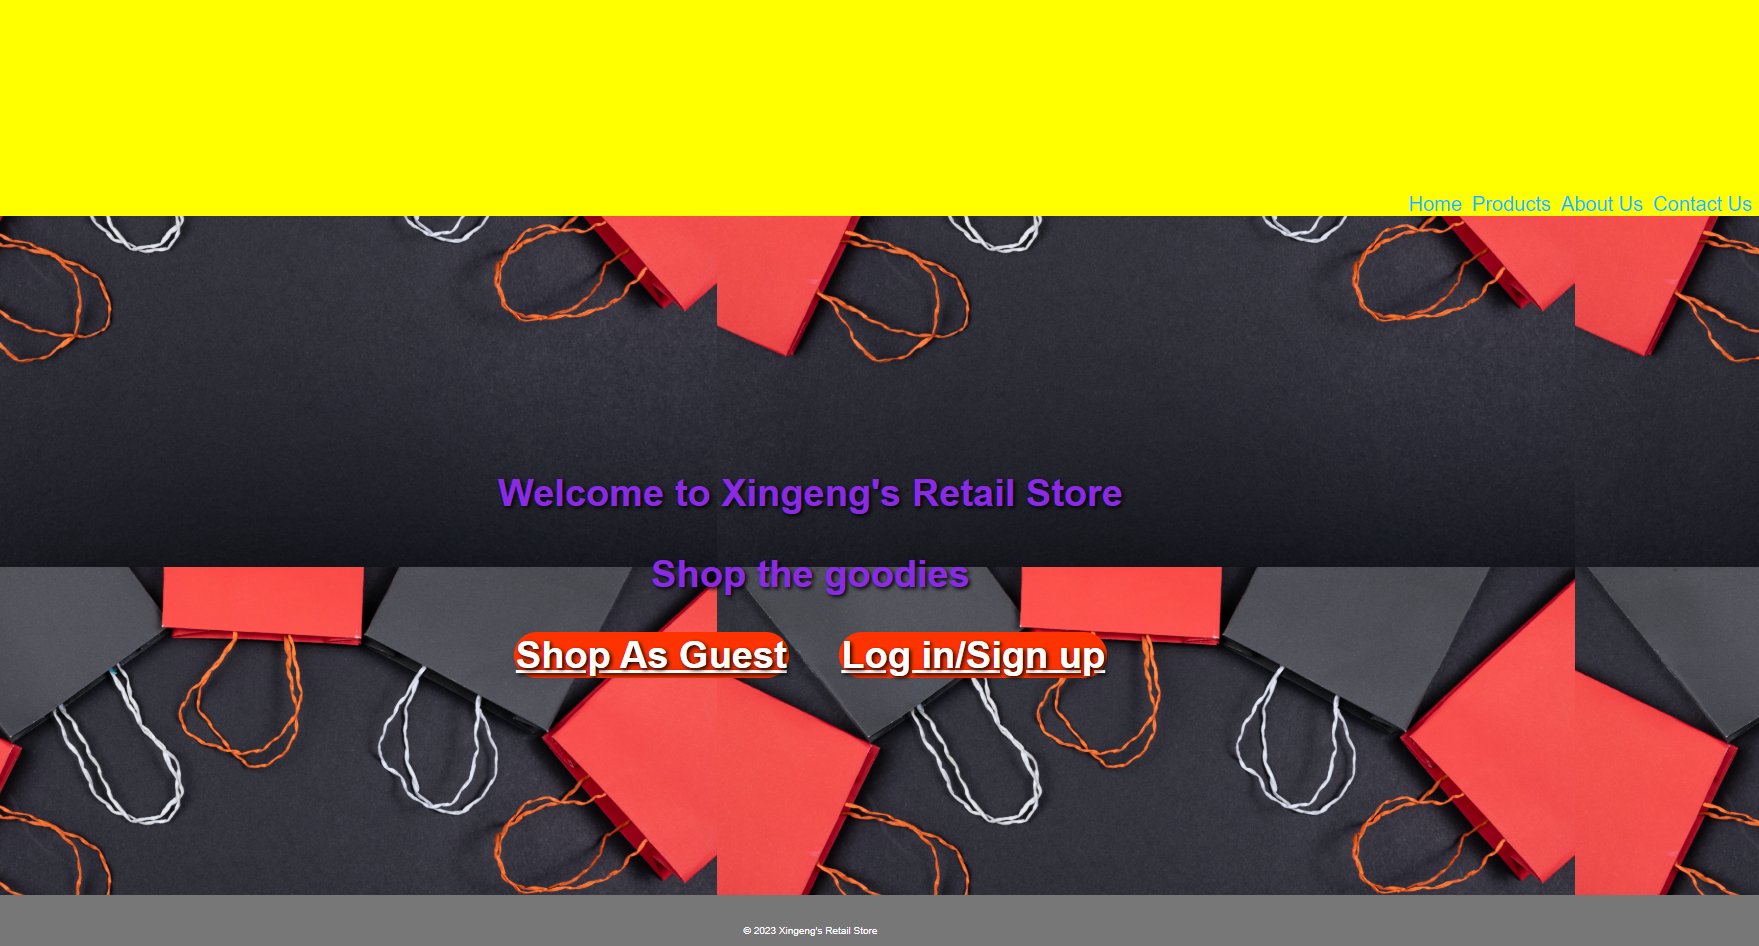 Home Products About Us Contact Us
Welcome to Xingeng's Retail Store
Shop the goodies
Shop As Guest Log in/Sign up
© 2023 Xingeng's Retail Store